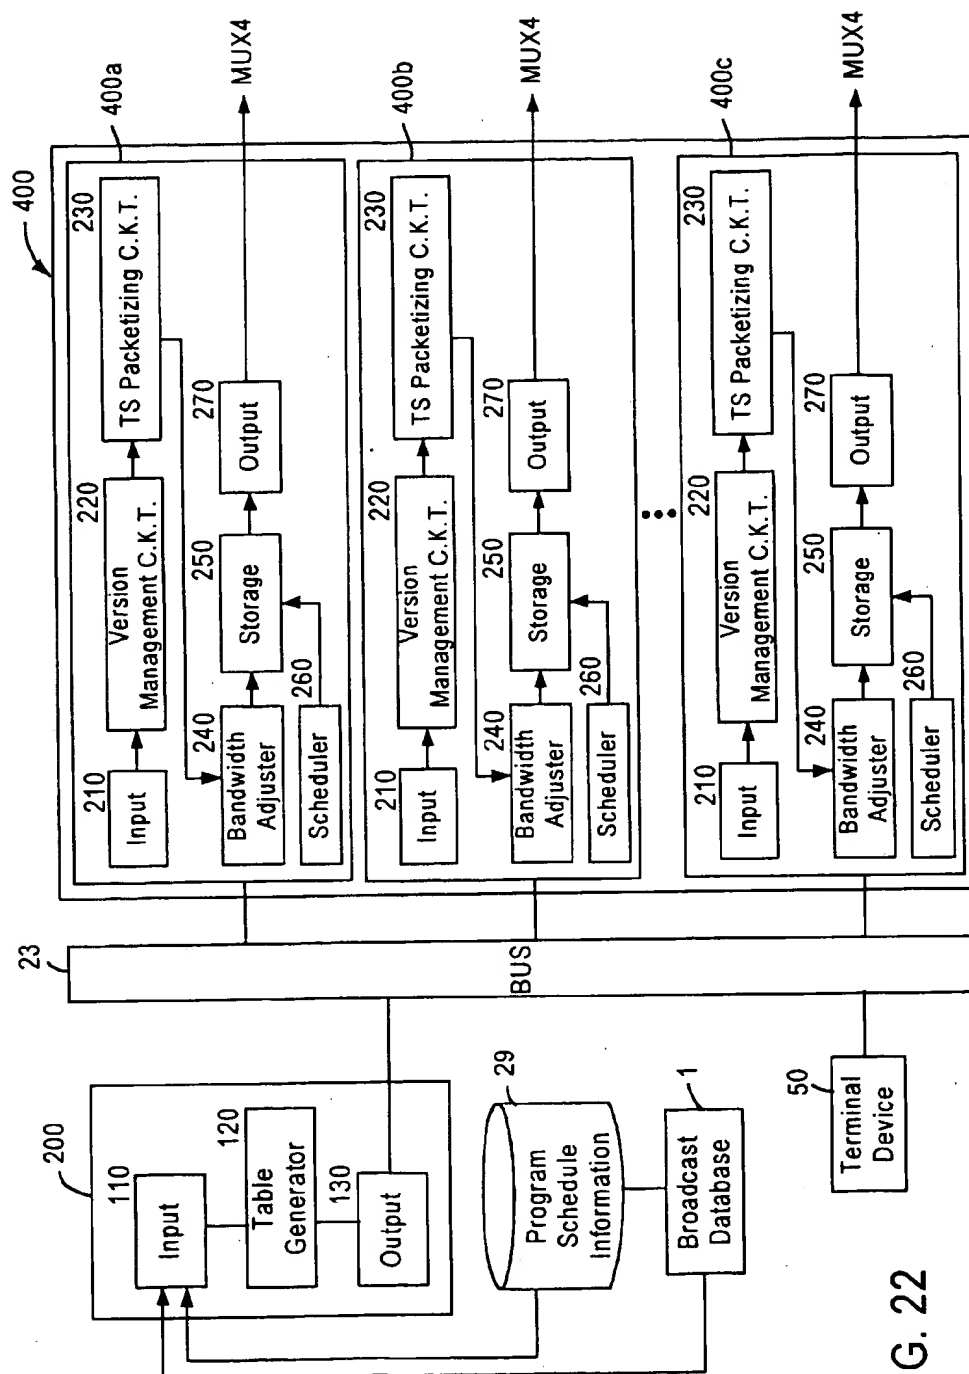 400
400a
210
Input
220
Version
Management C.K.T.
230
TS Packetizing C.K.T.
240
Bandwidth
Adjuster
250
Storage
260
Scheduler
270
Output
MUX4
400b
210
Input
220
Version
Management C.K.T.
230
TS Packetizing C.K.T.
240
Bandwidth
Adjuster
250
Storage
260
Scheduler
270
Output
MUX4
400c
210
Input
220
Version
Management C.K.T.
230
TS Packetizing C.K.T.
240
Bandwidth
Adjuster
250
Storage
260
Scheduler
270
Output
MUX4
23
BUS
200
110
Input
120
Table
Generator
130
Output
29
Program
Schedule
Information
1
Broadcast
Database
50
Terminal
Device
G. 22